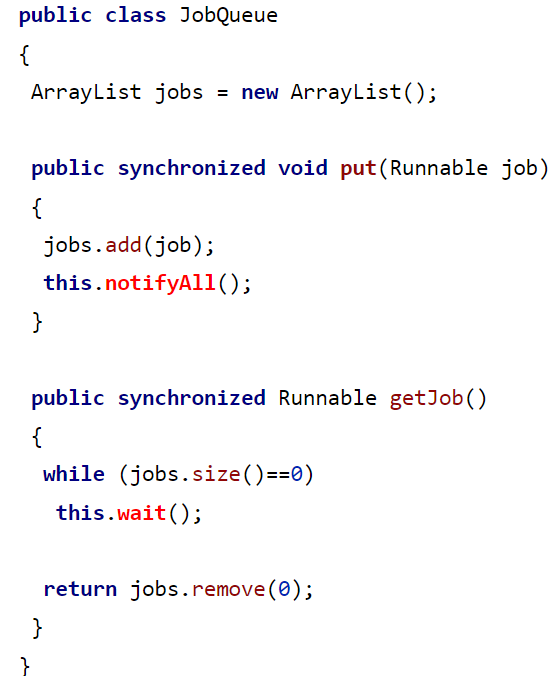 public class JobQueue
{
 ArrayList jobs = new ArrayList();

 public synchronized void put(Runnable job)
 {
  jobs.add(job);
  this.notifyAll();
 }

 public synchronized Runnable getJob()
 {
  while (jobs.size()==0)
   this.wait();

  return jobs.remove(0);
 }
}